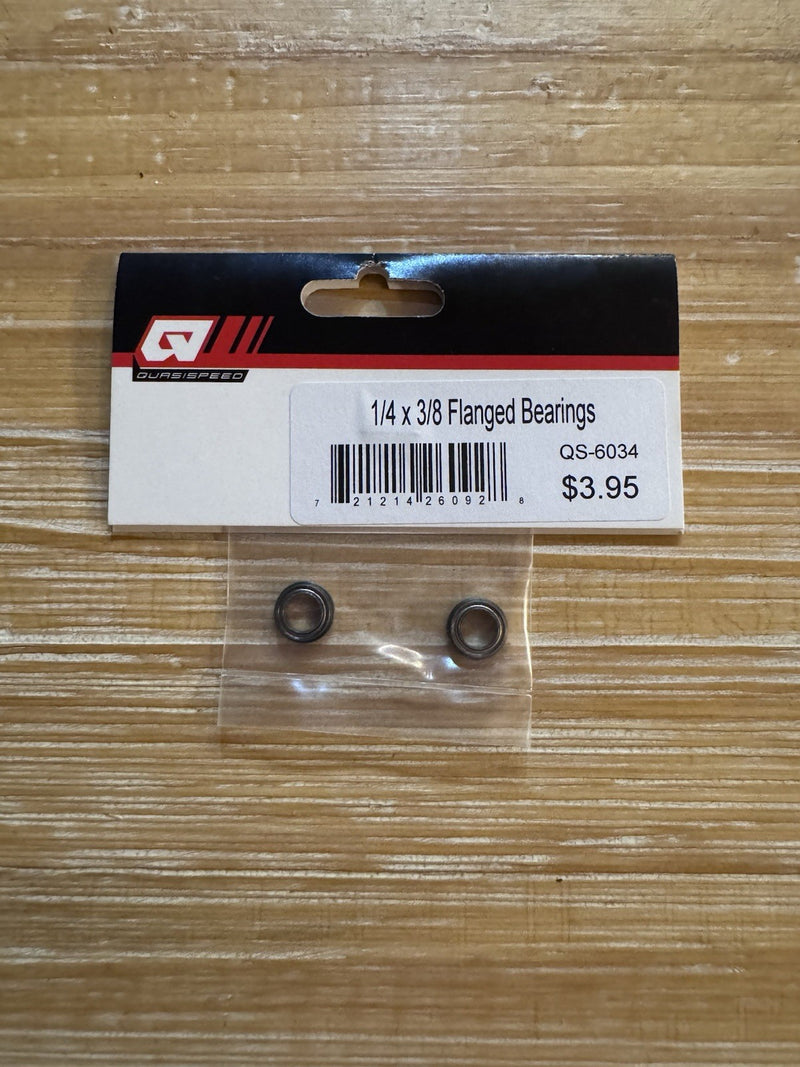 QUASISPEED
1/4 x 3/8 Flanged Bearings
QS-6034
$3.95
7 21214 26092 8